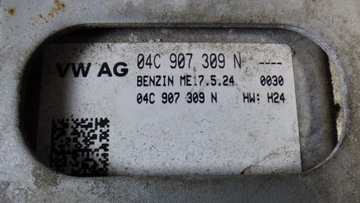 VW AG 04C 907 309 N ----
BENZIN ME17.5.24 0030
04C 907 309 N HW: H24